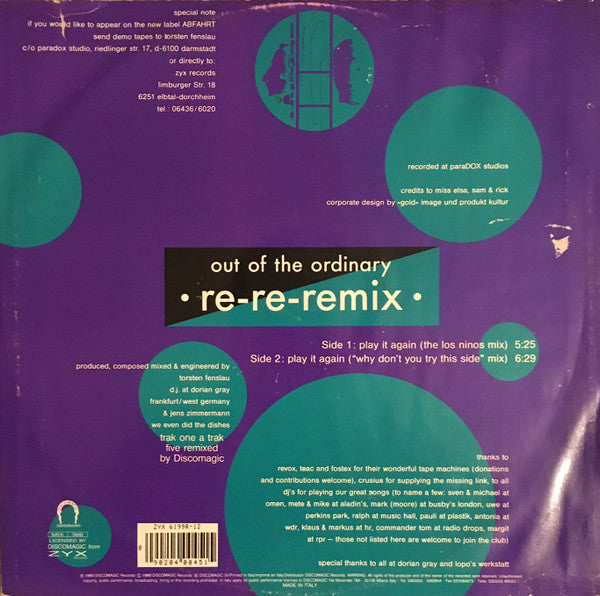 special note
if you would like to appear on the new label ABFAHRT
send demo tapes to torsten fenslau
c/o paradox studio, riedlinger str. 17, d-6100 darmstadt
or directly to:
zyx records
limburger Str. 18
6251 elbtal-dorchheim
tel.: 06436/6020
recorded at paraDOX studios
credits to miss elsa, sam & rick
corporate design by »gold« image und produkt kultur
out of the ordinary
• re-re-remix •
Side 1: play it again (the los ninos mix) 5:25
Side 2: play it again ("why don't you try this side" mix) 6:29
produced, composed mixed & engineered by
torsten fenslau
d.j. at dorian gray
frankfurt/west germany
& jens zimmermann
we even did the dishes
trak one a trak
five remixed
by Discomagic
thanks to
revox, teac and fostex for their wonderful tape machines (donations
and contributions welcome), crusius for supplying the missing link, to all
dj's for playing our great songs (to name a few: sven & michael at
omen, mete & mike at aladin's, mark (moore) at busby's london, uwe at
perkins park, ralph at music hall, pauli at plastik, antonia at
wdr, klaus & markus at hr, commander tom at radio drops, margit
at rpr – those not listed here are welcome to join the club)
special thanks to all at dorian gray and lopo's werkstatt
MIX 368
LICENSED BY
DISCOMAGIC from
ZYX
ZYX 6199R-12
MADE IN ITALY